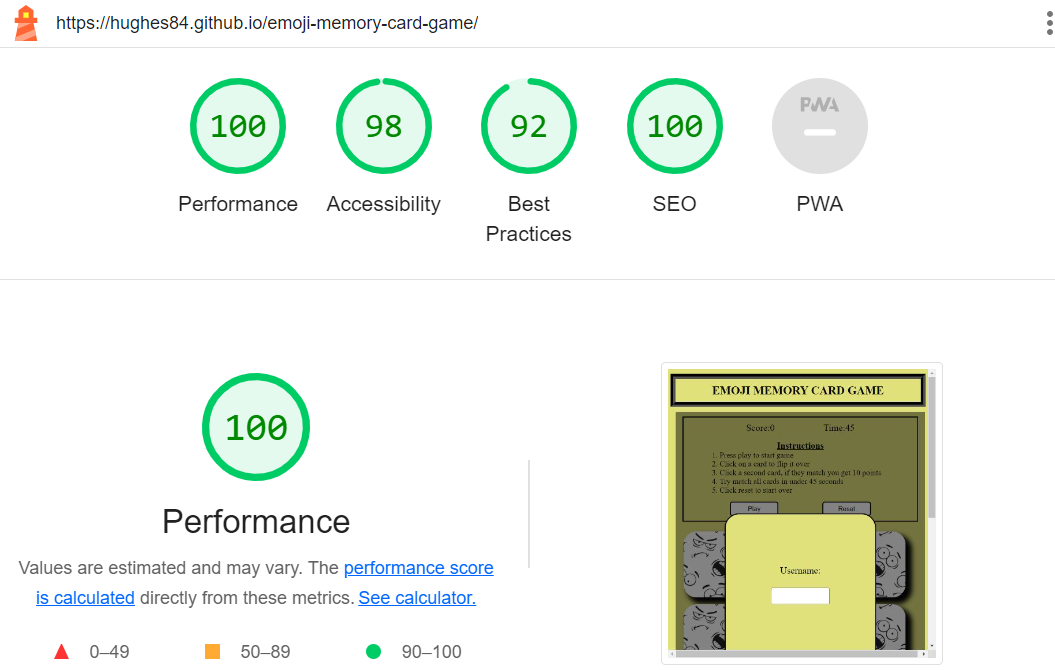 https://hughes84.github.io/emoji-memory-card-game/
100
98
92
100
PWA
Performance
Accessibility
Best
Practices
SEO
PWA
100
Performance
Values are estimated and may vary. The performance score
is calculated directly from these metrics. See calculator.
0–49
50–89
90–100
EMOJI MEMORY CARD GAME
Score:0
Time:45
Instructions
1. Press play to start game
2. Click on a card to flip it over
3. Click a second card, if they match you get 10 points
4. Try match all cards in under 45 seconds
5. Click reset to start over
Play
Reset
Username: